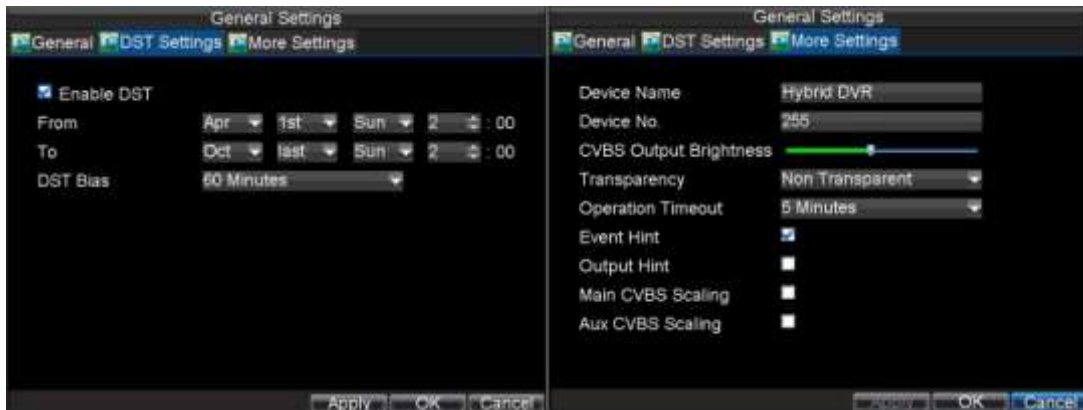 General Settings
General DST Settings More Settings
Enable DST
From Apr 1st Sun 2 : 00
To Oct last Sun 2 : 00
DST Bias 60 Minutes
Apply OK Cancel
General Settings
General DST Settings More Settings
Device Name Hybrid DVR
Device No. 255
CVBS Output Brightness
Transparency Non Transparent
Operation Timeout 5 Minutes
Event Hint
Output Hint
Main CVBS Scaling
Aux CVBS Scaling
Apply OK Cancel